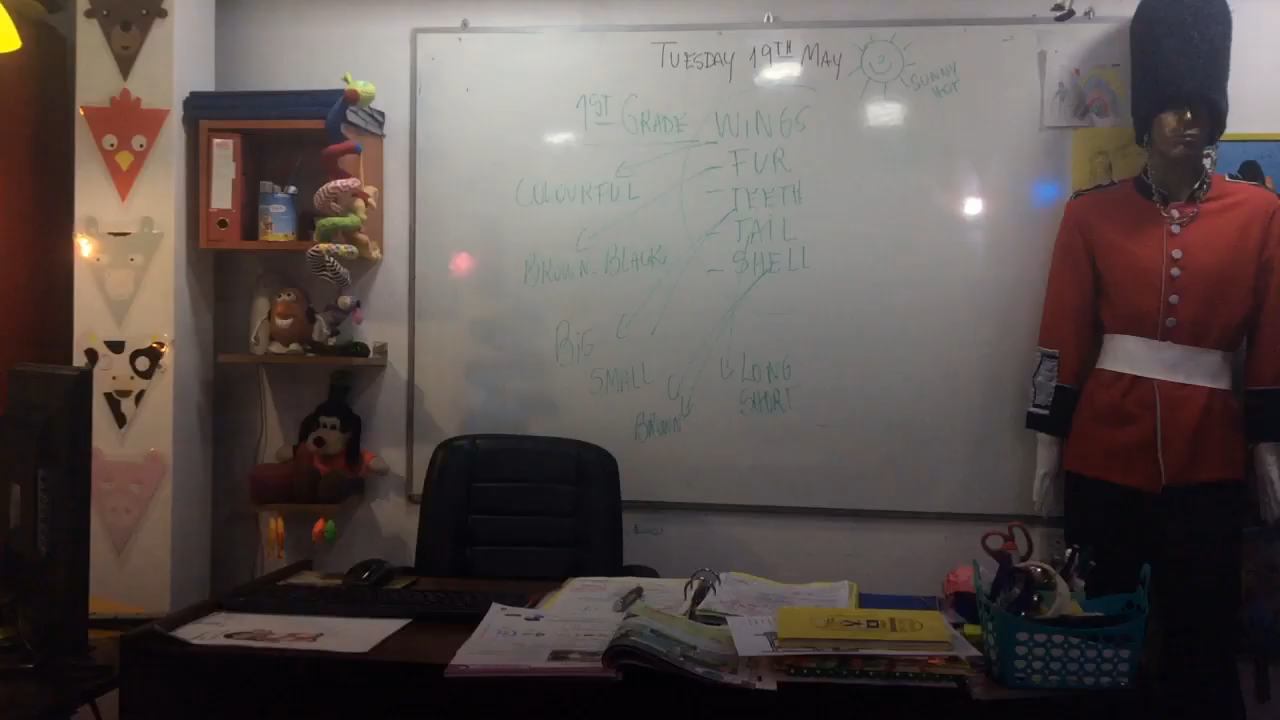 TUESDAY 19TH MAY
SUNNY
HOT
1ST GRADE
WINGS
FUR
TEETH
TAIL
SHELL
COLOURFUL
BROWN. BLACK
BIG
SMALL
BROWN
LONG
SHORT